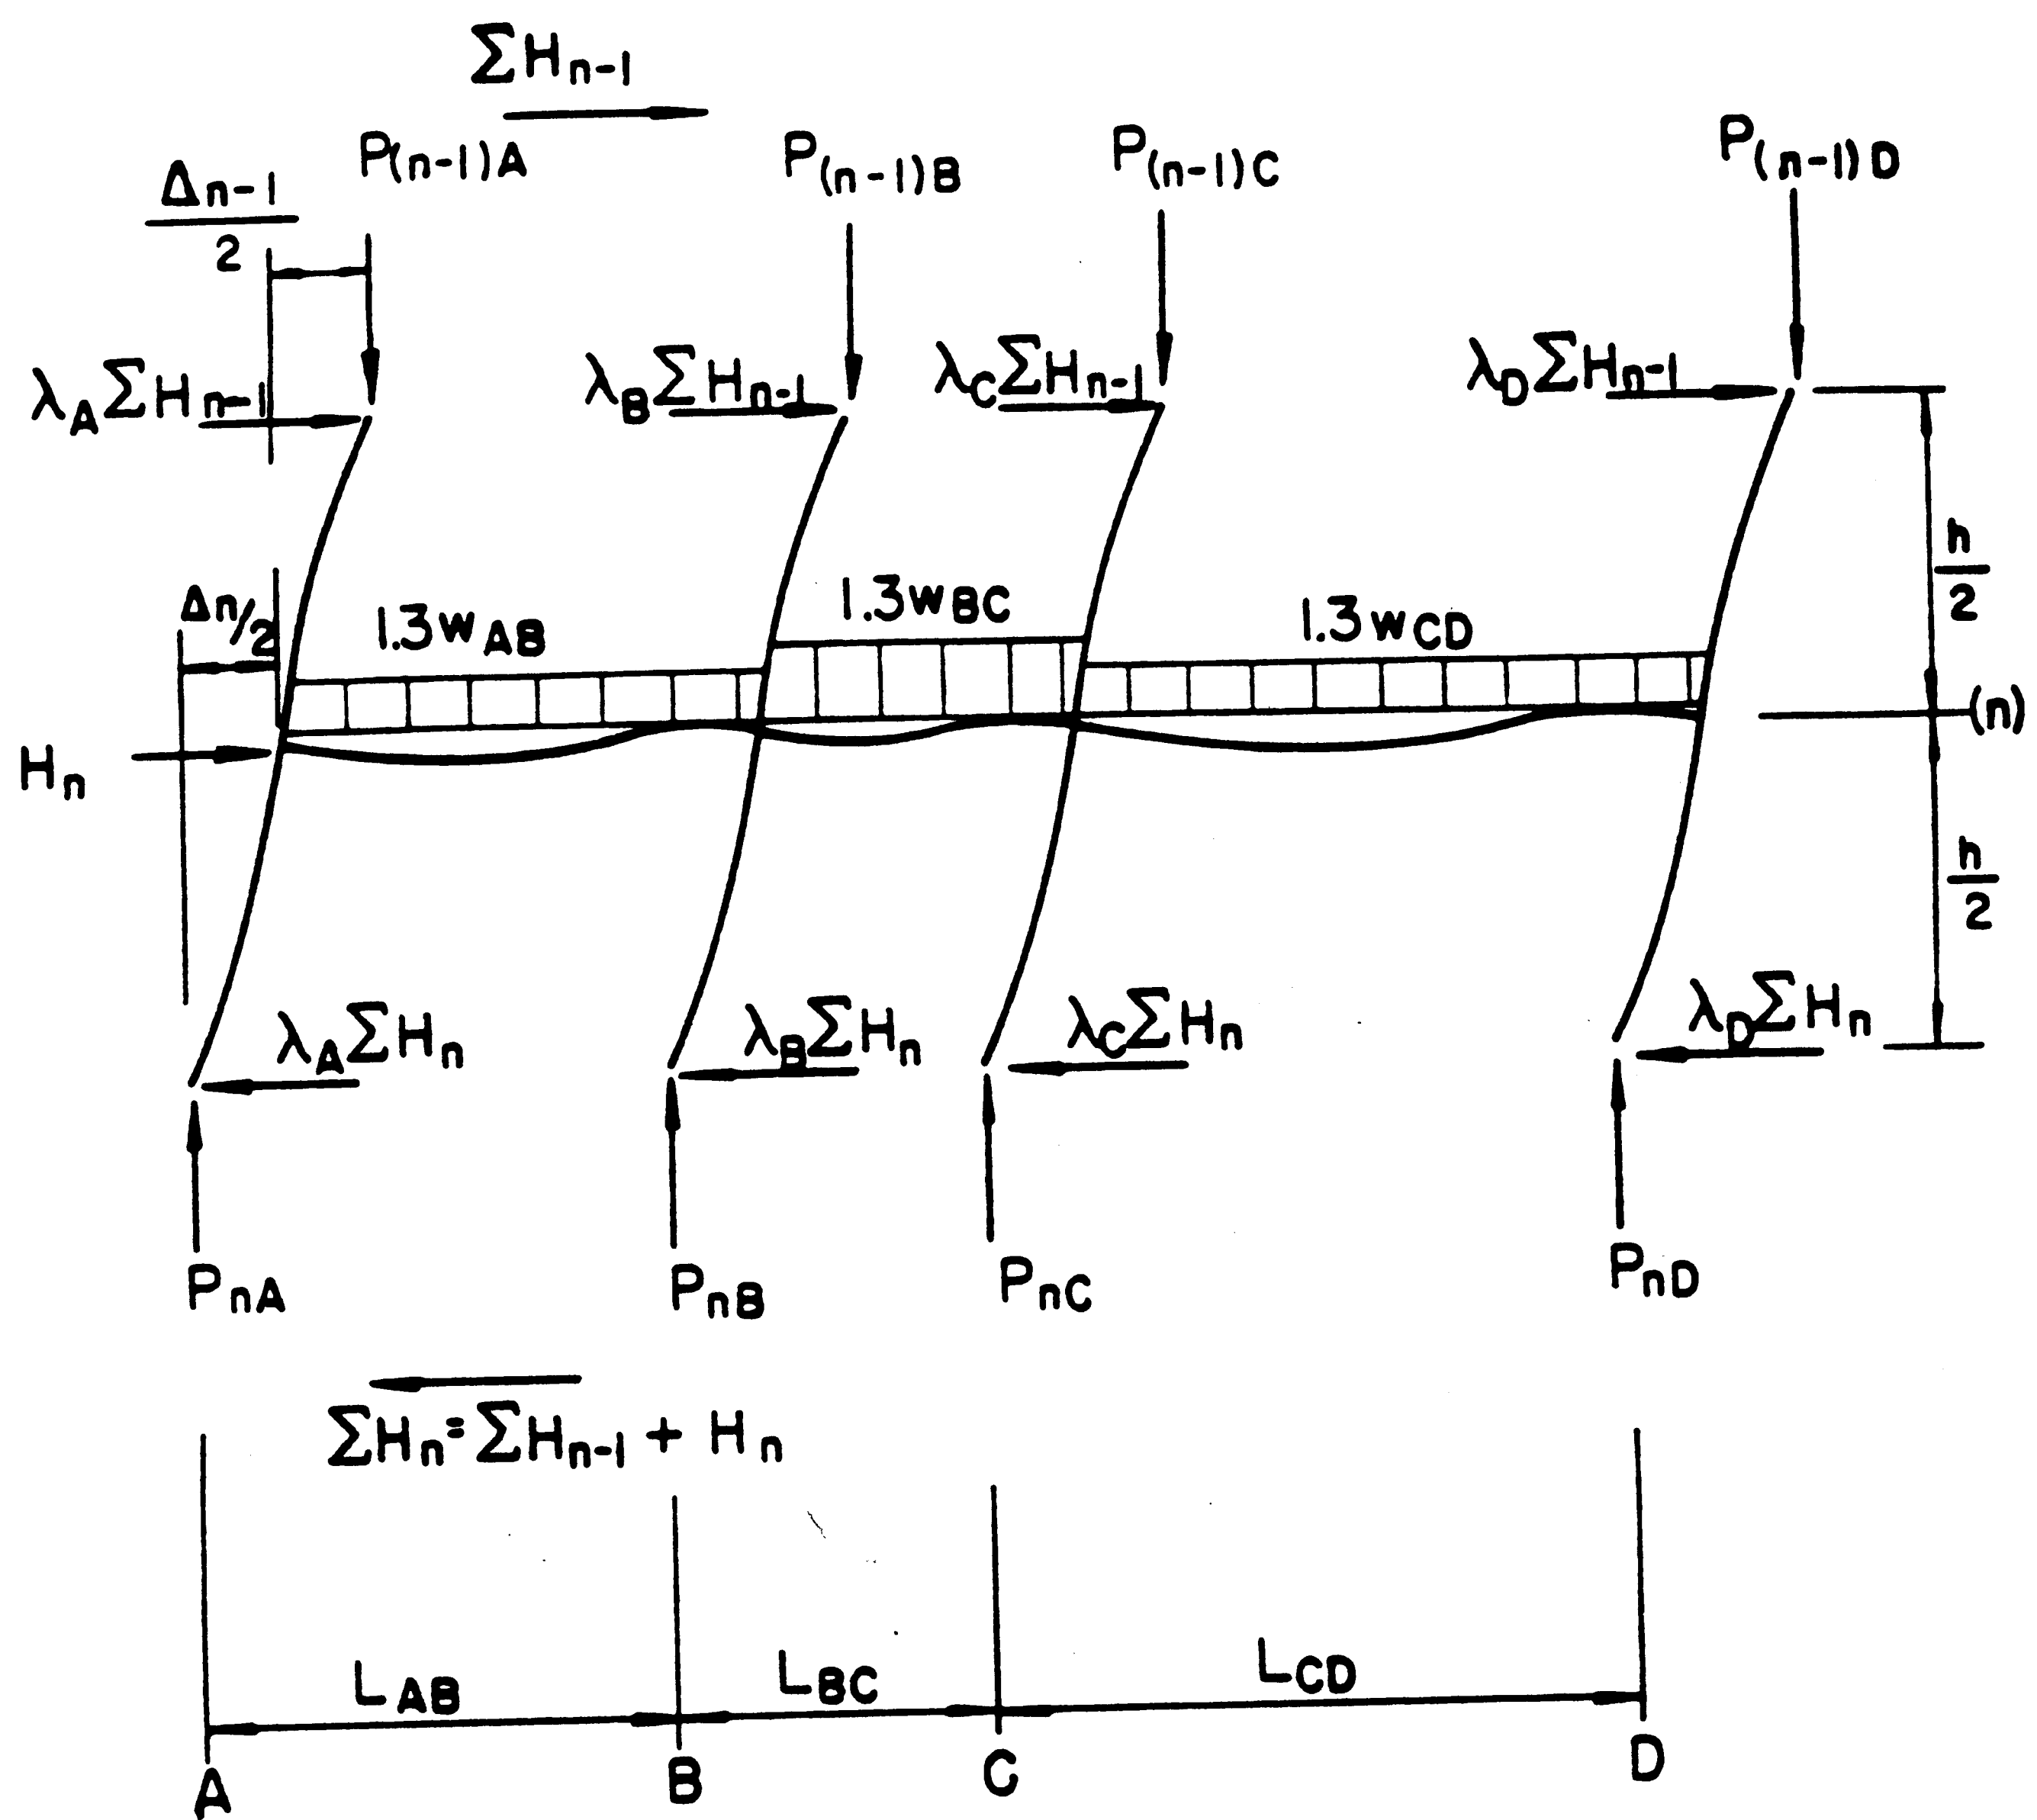 ΣHn-1
P(n-1)A P(n-1)B P(n-1)C P(n-1)D
Δn-1
2
λAΣHn-1 λBΣHn-1 λCΣHn-1 λDΣHn-1
h
2
Δn/2 1.3wAB 1.3wBC 1.3wCD
(n)
Hn
h
2
λAΣHn λBΣHn λCΣHn λDΣHn
PnA PnB PnC PnD
ΣHn=ΣHn-1 + Hn
LAB LBC LCD
A B C D